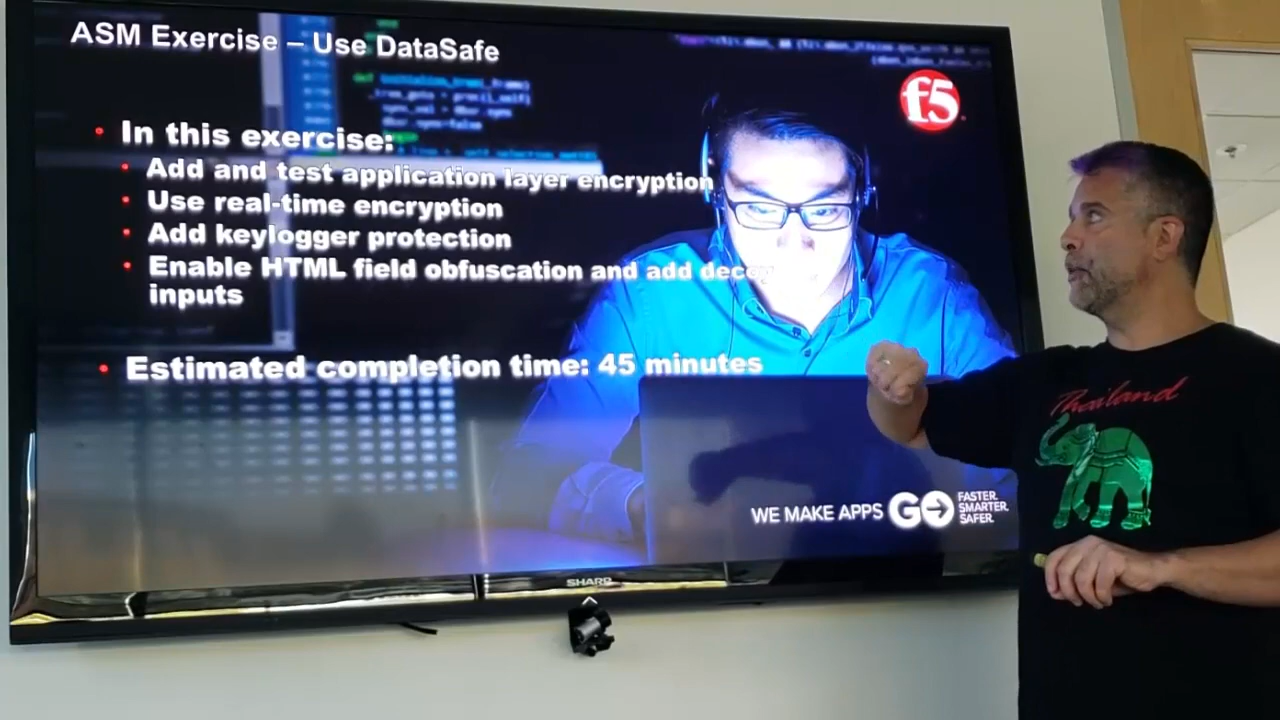 ASM Exercise – Use DataSafe
f5
• In this exercise:
• Add and test application layer encryption
• Use real-time encryption
• Add keylogger protection
• Enable HTML field obfuscation and add decoy
inputs
• Estimated completion time: 45 minutes
WE MAKE APPS GO FASTER.
SMARTER.
SAFER.
SHARP
Thailand